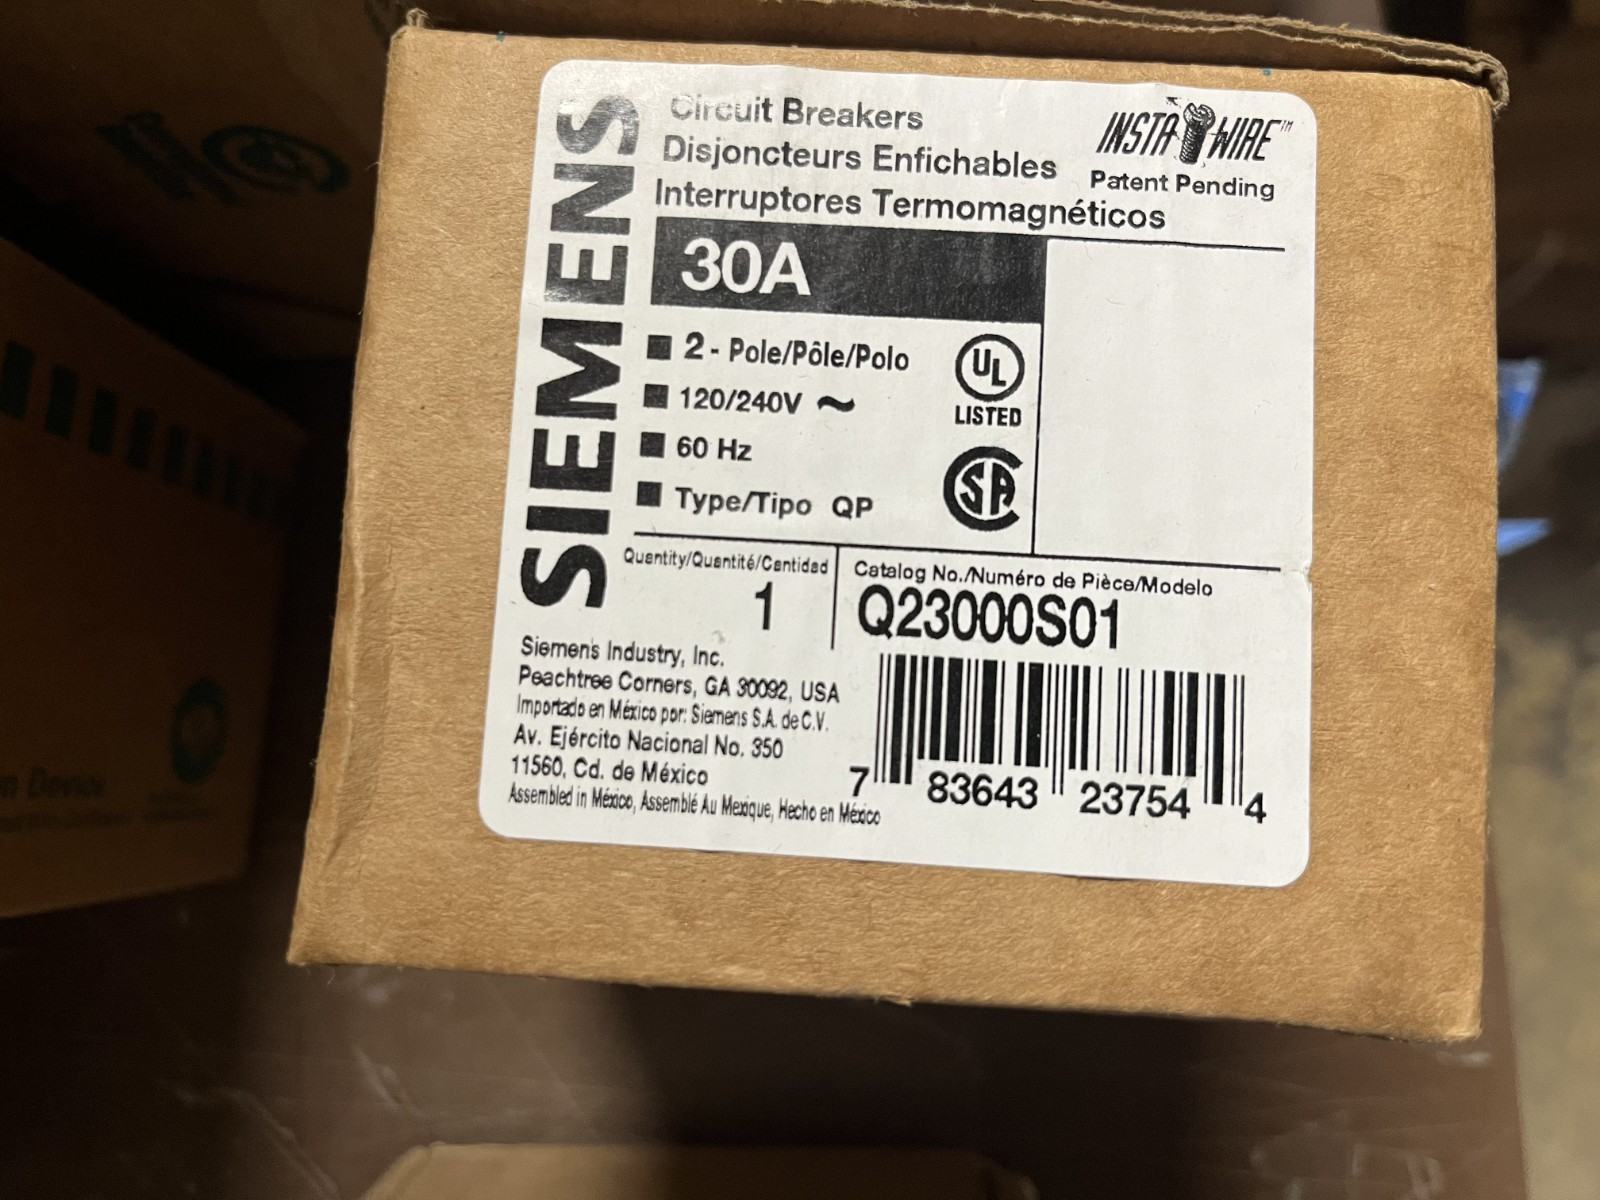 SIEMENS
Circuit Breakers
Disjoncteurs Enfichables
Interruptores Termomagnéticos
INSTA WIRE™
Patent Pending
30A
2 - Pole/Pôle/Polo
120/240V ~
60 Hz
Type/Tipo QP
UL
LISTED
SA
Quantity/Quantité/Cantidad
1
Catalog No./Numéro de Pièce/Modelo
Q23000S01
Siemens Industry, Inc.
Peachtree Corners, GA 30092, USA
Importado en México por: Siemens S.A. de C.V.
Av. Ejército Nacional No. 350
11560, Cd. de México
Assembled in México, Assemblé Au Mexique, Hecho en México
7 83643 23754 4
Device